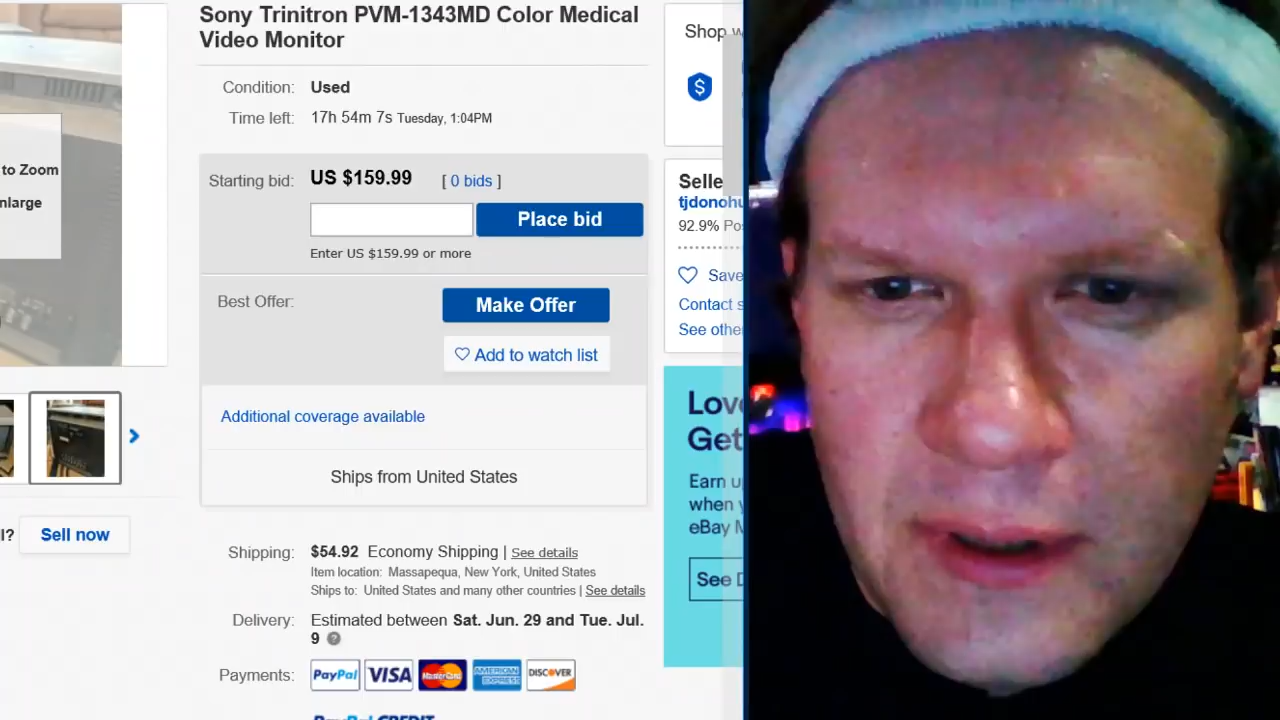 Sony Trinitron PVM-1343MD Color Medical
Video Monitor
Condition: Used
Time left: 17h 54m 7s Tuesday, 1:04PM
to Zoom
Starting bid: US $159.99 [ 0 bids ]
Place bid
Enter US $159.99 or more
Best Offer: Make Offer
Add to watch list
Additional coverage available
Ships from United States
Sell now
Shipping: $54.92 Economy Shipping | See details
Item location: Massapequa, New York, United States
Ships to: United States and many other countries | See details
Delivery: Estimated between Sat. Jun. 29 and Tue. Jul.
9
Payments: PayPal VISA MasterCard AMERICAN EXPRESS DISCOVER
PayPal CREDIT
Shop
$
92.9%
Save
Contact
See
Get
Earn
when
eBay
See